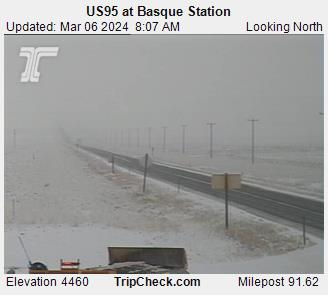 US95 at Basque Station
Updated: Mar 06 2024 8:07 AM Looking North
Elevation 4460 TripCheck.com Milepost 91.62